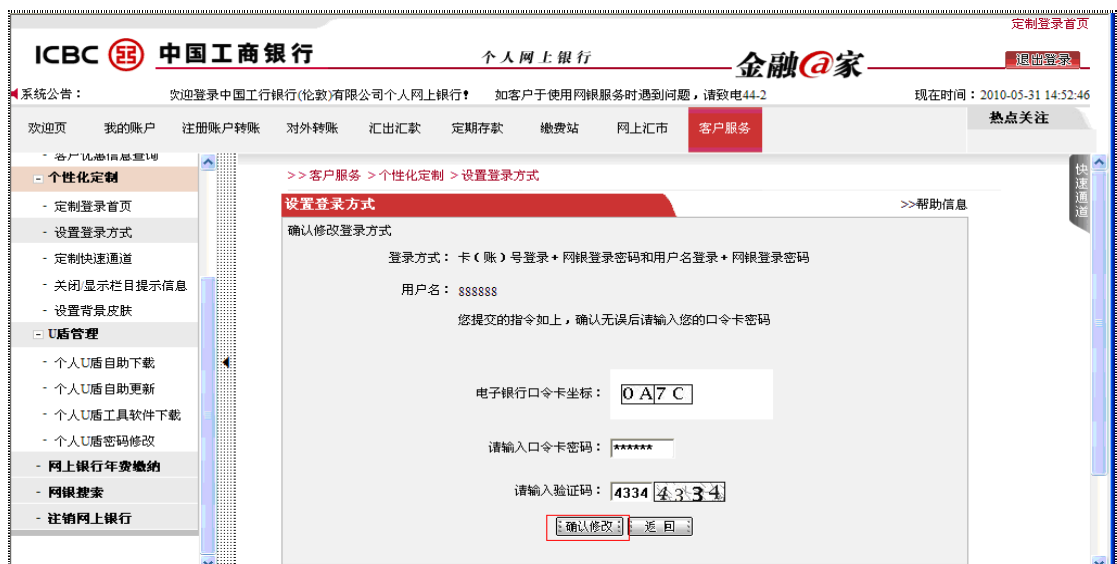 定制登录首页
ICBC 中国工商银行 个人网上银行 金融@家 退出登录
系统公告： 欢迎登录中国工行银行(伦敦)有限公司个人网上银行！ 如客户于使用网银服务时遇到问题，请致电44-2 现在时间：2010-05-31 14:52:46
欢迎页 我的账户 注册账户转账 对外转账 汇出汇款 定期存款 缴费站 网上汇市 客户服务 热点关注
- 客户优惠信息查询
- 个性化定制
- 定制登录首页
- 设置登录方式
- 定制快速通道
- 关闭/显示栏目提示信息
- 设置背景皮肤
- U盾管理
- 个人U盾自助下载
- 个人U盾自助更新
- 个人U盾工具软件下载
- 个人U盾密码修改
- 网上银行年费缴纳
- 网银搜索
- 注销网上银行
>>客户服务 >个性化定制 >设置登录方式
设置登录方式 >>帮助信息
确认修改登录方式
登录方式：卡(账)号登录+网银登录密码和用户名登录+网银登录密码
用户名：sssssss
您提交的指令如上，确认无误后请输入您的口令卡密码
电子银行口令卡坐标： 0 A 7 C
请输入口令卡密码： ******
请输入验证码： 4334 4334
确认修改 返回
快速通道